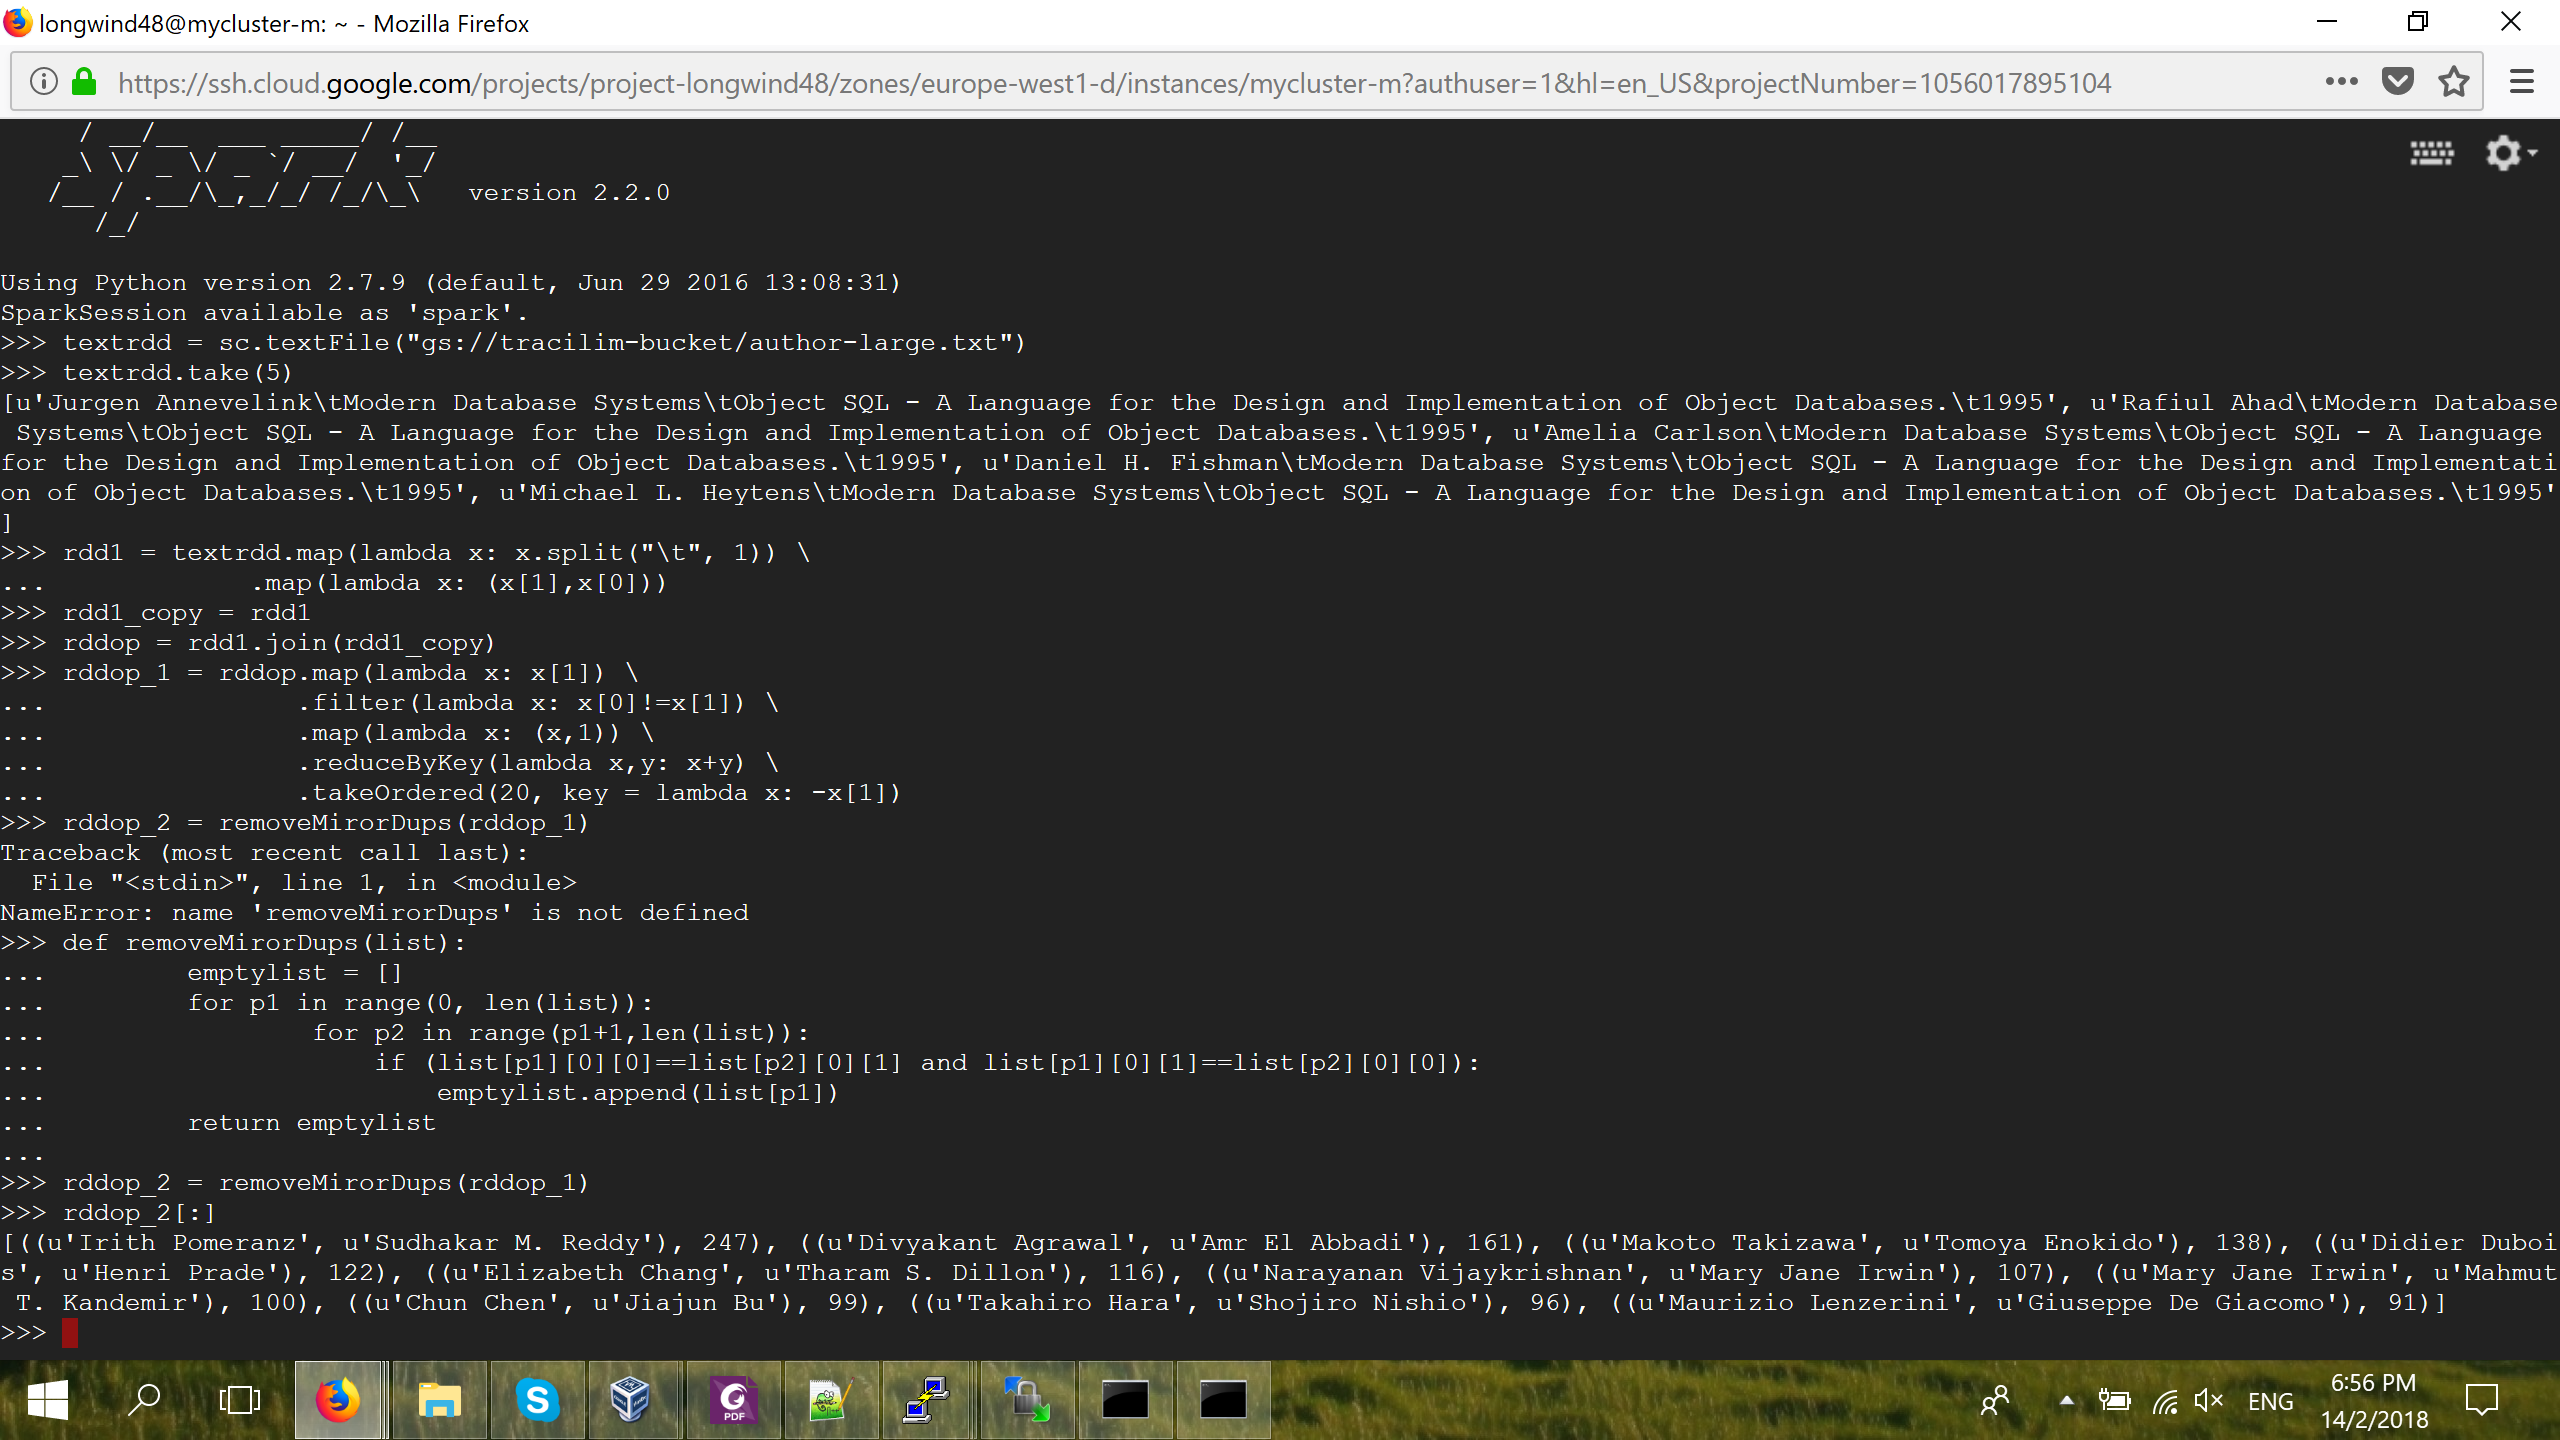 longwind48@mycluster-m: ~ - Mozilla Firefox
https://ssh.cloud.google.com/projects/project-longwind48/zones/europe-west1-d/instances/mycluster-m?authuser=1&hl=en_US&projectNumber=1056017895104
      / __/__  ___ _____/ /__
    _\ \/ _ \/ _ `/ __/  '_/
   /__ / .__/\_,_/_/ /_/\_\   version 2.2.0
      /_/
Using Python version 2.7.9 (default, Jun 29 2016 13:08:31)
SparkSession available as 'spark'.
>>> textrdd = sc.textFile("gs://tracilim-bucket/author-large.txt")
>>> textrdd.take(5)
[u'Jurgen Annevelink\tModern Database Systems\tObject SQL - A Language for the Design and Implementation of Object Databases.\t1995', u'Rafiul Ahad\tModern Database
 Systems\tObject SQL - A Language for the Design and Implementation of Object Databases.\t1995', u'Amelia Carlson\tModern Database Systems\tObject SQL - A Language
for the Design and Implementation of Object Databases.\t1995', u'Daniel H. Fishman\tModern Database Systems\tObject SQL - A Language for the Design and Implementati
on of Object Databases.\t1995', u'Michael L. Heytens\tModern Database Systems\tObject SQL - A Language for the Design and Implementation of Object Databases.\t1995'
]
>>> rdd1 = textrdd.map(lambda x: x.split("\t", 1)) \
...             .map(lambda x: (x[1],x[0]))
>>> rdd1_copy = rdd1
>>> rddop = rdd1.join(rdd1_copy)
>>> rddop_1 = rddop.map(lambda x: x[1]) \
...                .filter(lambda x: x[0]!=x[1]) \
...                .map(lambda x: (x,1)) \
...                .reduceByKey(lambda x,y: x+y) \
...                .takeOrdered(20, key = lambda x: -x[1])
>>> rddop_2 = removeMirorDups(rddop_1)
Traceback (most recent call last):
  File "<stdin>", line 1, in <module>
NameError: name 'removeMirorDups' is not defined
>>> def removeMirorDups(list):
...         emptylist = []
...         for p1 in range(0, len(list)):
...                 for p2 in range(p1+1,len(list)):
...                     if (list[p1][0][0]==list[p2][0][1] and list[p1][0][1]==list[p2][0][0]):
...                         emptylist.append(list[p1])
...         return emptylist
...
>>> rddop_2 = removeMirorDups(rddop_1)
>>> rddop_2[:]
[((u'Irith Pomeranz', u'Sudhakar M. Reddy'), 247), ((u'Divyakant Agrawal', u'Amr El Abbadi'), 161), ((u'Makoto Takizawa', u'Tomoya Enokido'), 138), ((u'Didier Duboi
s', u'Henri Prade'), 122), ((u'Elizabeth Chang', u'Tharam S. Dillon'), 116), ((u'Narayanan Vijaykrishnan', u'Mary Jane Irwin'), 107), ((u'Mary Jane Irwin', u'Mahmut
 T. Kandemir'), 100), ((u'Chun Chen', u'Jiajun Bu'), 99), ((u'Takahiro Hara', u'Shojiro Nishio'), 96), ((u'Maurizio Lenzerini', u'Giuseppe De Giacomo'), 91)]
>>>
PDF
ENG
6:56 PM
14/2/2018